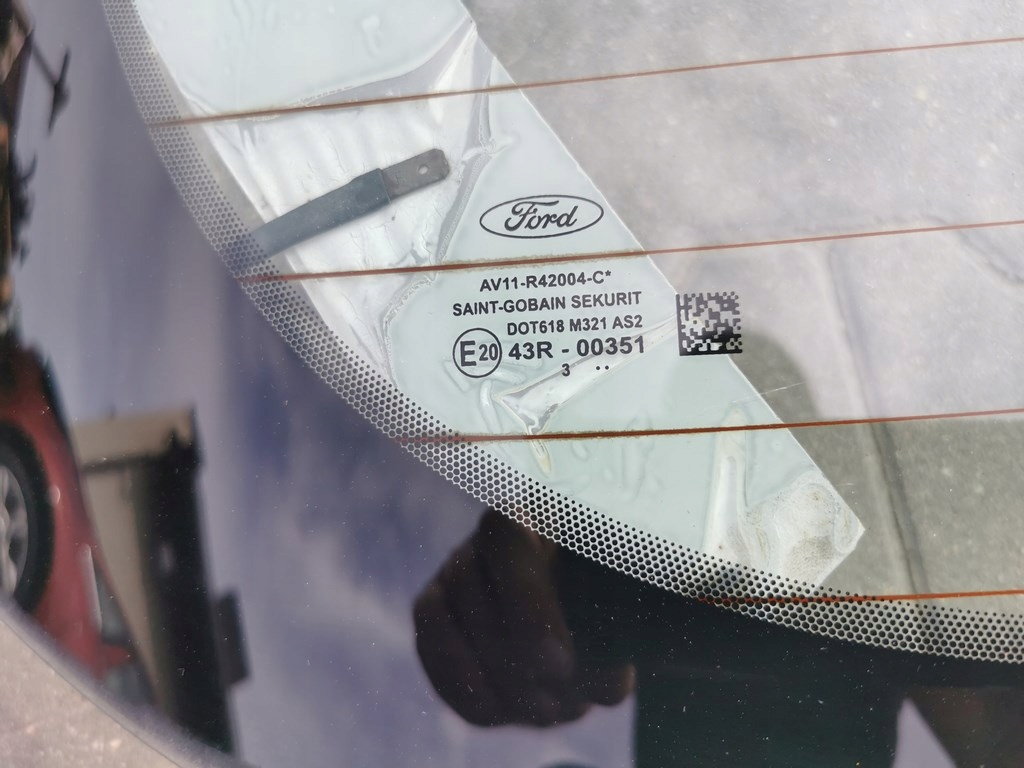 Ford
AV11-R42004-C*
SAINT-GOBAIN SEKURIT
DOT618 M321 AS2
E20 43R - 00351
3 ..